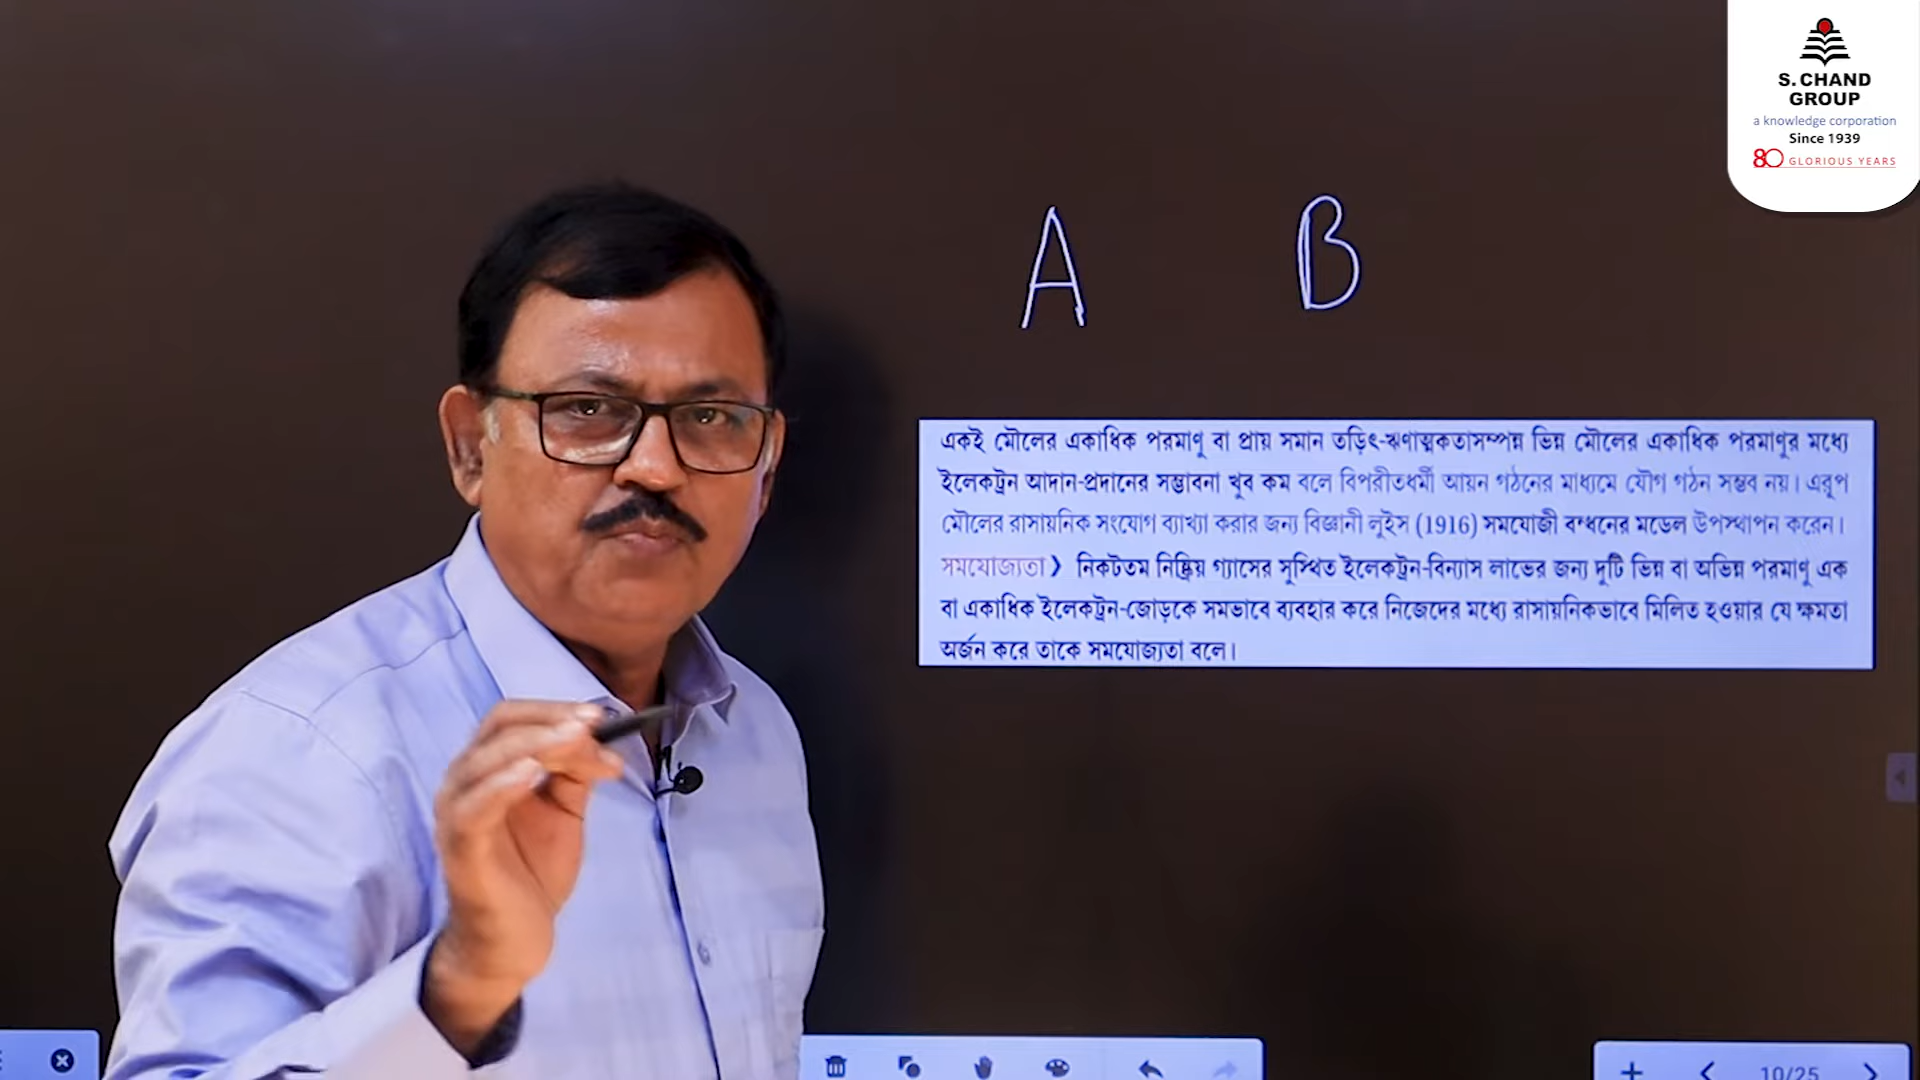 S. CHAND
GROUP
a knowledge corporation
Since 1939
80 GLORIOUS YEARS
A B
একই মৌলের একাধিক পরমাণু বা প্রায় সমান তড়িৎ-ঋণাত্মকতাসম্পন্ন ভিন্ন মৌলের একাধিক পরমাণুর মধ্যে
ইলেকট্রন আদান-প্রদানের সম্ভাবনা খুব কম বলে বিপরীতধর্মী আয়ন গঠনের মাধ্যমে যৌগ গঠন সম্ভব নয়। এরূপ
মৌলের রাসায়নিক সংযোগ ব্যাখ্যা করার জন্য বিজ্ঞানী লুইস (1916) সমযোজী বন্ধনের মডেল উপস্থাপন করেন।
সমযোজ্যতা❭ নিকটতম নিষ্ক্রিয় গ্যাসের সুস্থিত ইলেকট্রন-বিন্যাস লাভের জন্য দুটি ভিন্ন বা অভিন্ন পরমাণু এক
বা একাধিক ইলেকট্রন-জোড়কে সমভাবে ব্যবহার করে নিজেদের মধ্যে রাসায়নিকভাবে মিলিত হওয়ার যে ক্ষমতা
অর্জন করে তাকে সমযোজ্যতা বলে।
10/25